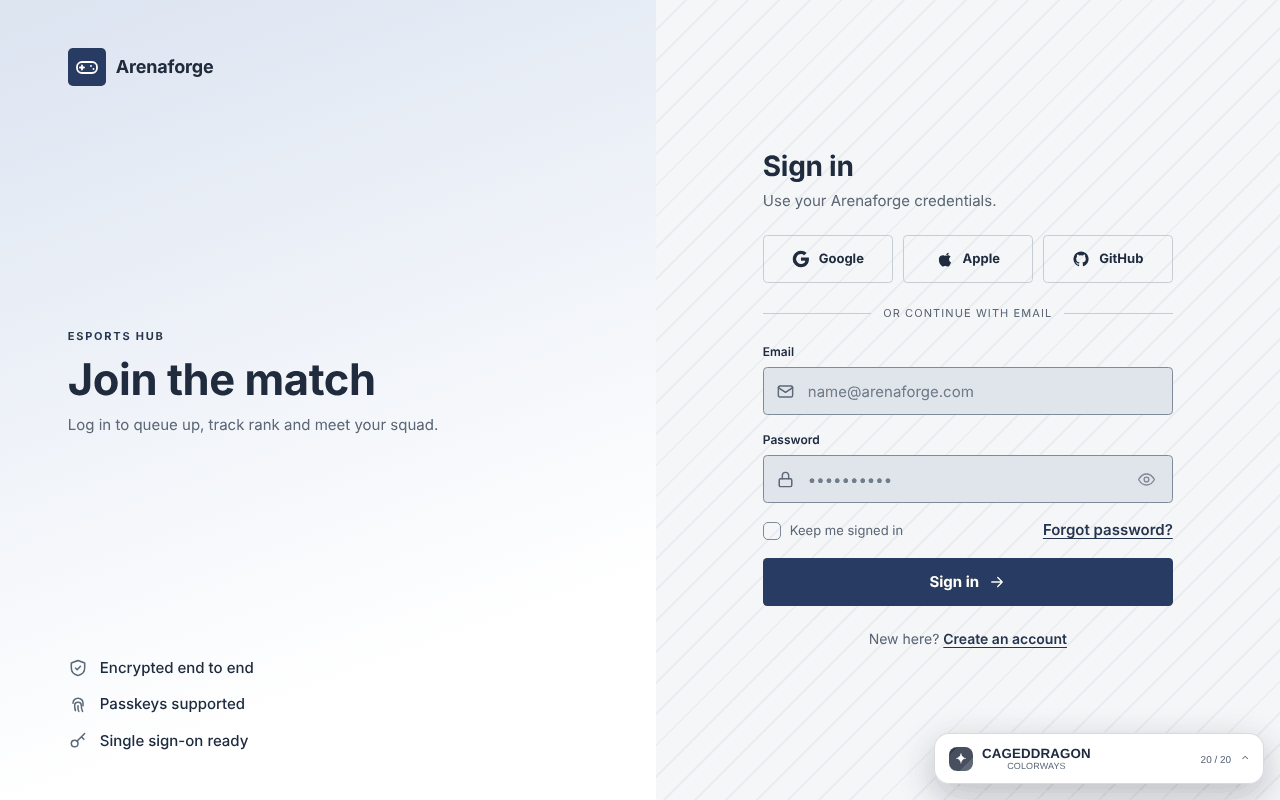 Arenaforge
ESPORTS HUB
Join the match
Log in to queue up, track rank and meet your squad.
Encrypted end to end
Passkeys supported
Single sign-on ready
Sign in
Use your Arenaforge credentials.
Google
Apple
GitHub
OR CONTINUE WITH EMAIL
Email
name@arenaforge.com
Password
••••••••••
Keep me signed in
Forgot password?
Sign in
New here? Create an account
CAGEDDRAGON
COLORWAYS
20 / 20